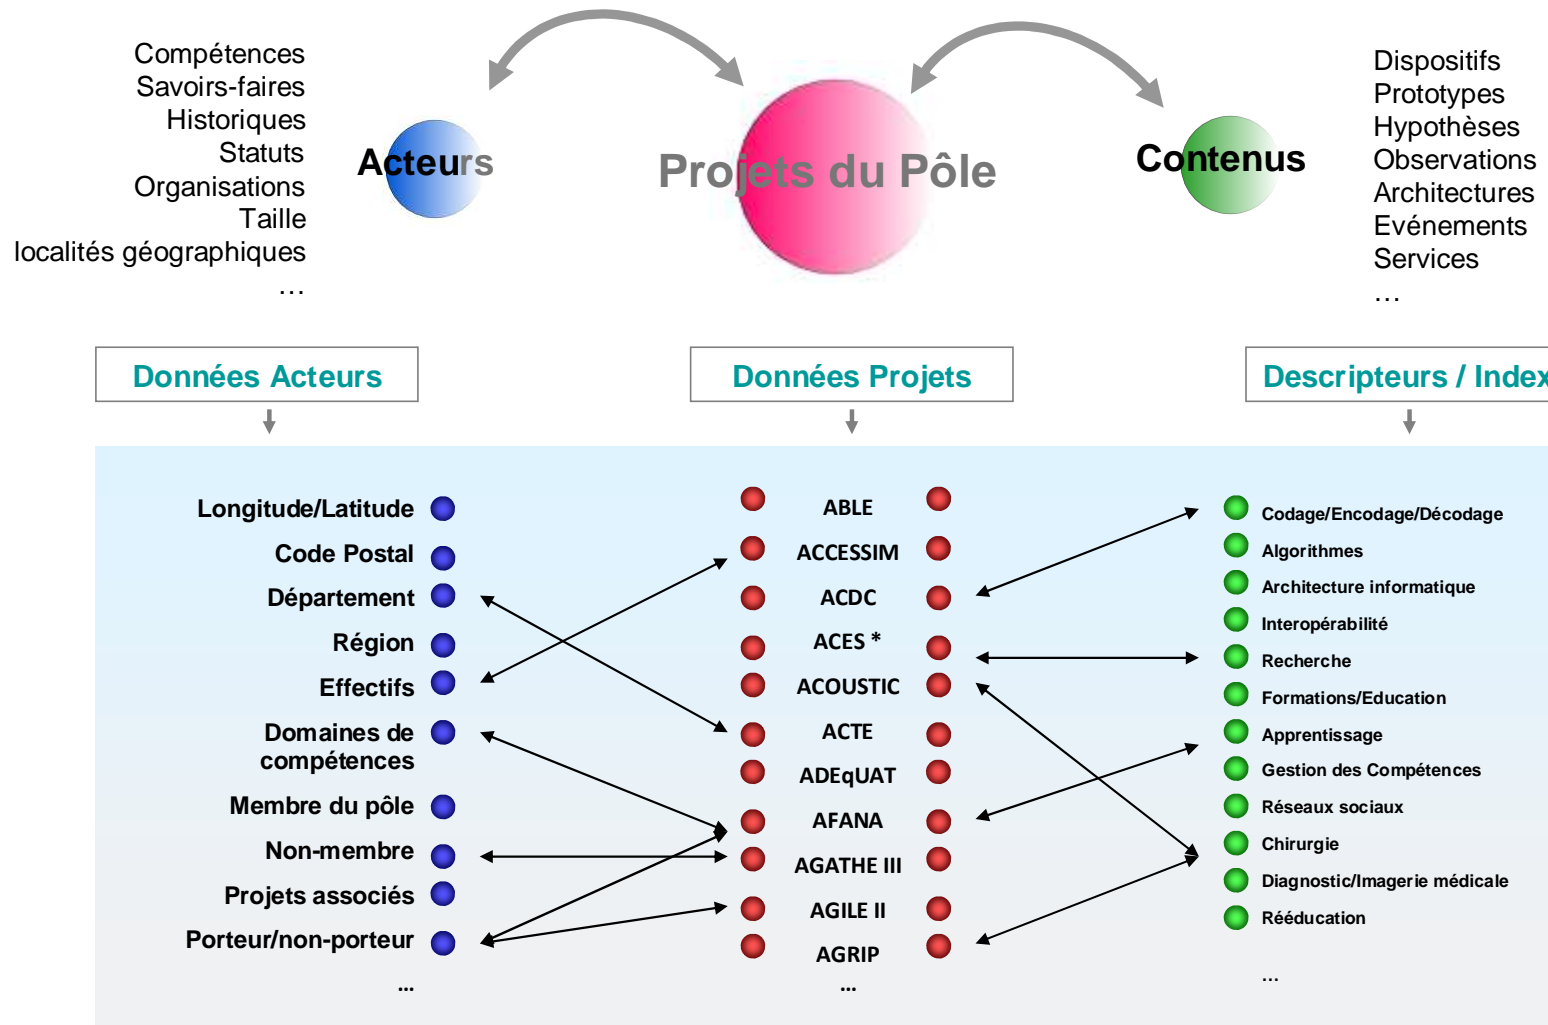 Compétences
Savoirs-faires
Historiques
Statuts
Organisations
Taille
localités géographiques
…
Acteurs
Projets du Pôle
Contenus
Dispositifs
Prototypes
Hypothèses
Observations
Architectures
Evénements
Services
…
Données Acteurs
Données Projets
Descripteurs / Index
Longitude/Latitude
Code Postal
Département
Région
Effectifs
Domaines de
compétences
Membre du pôle
Non-membre
Projets associés
Porteur/non-porteur
...
ABLE
ACCESSIM
ACDC
ACES *
ACOUSTIC
ACTE
ADEqUAT
AFANA
AGATHE III
AGILE II
AGRIP
...
Codage/Encodage/Décodage
Algorithmes
Architecture informatique
Interopérabilité
Recherche
Formations/Education
Apprentissage
Gestion des Compétences
Réseaux sociaux
Chirurgie
Diagnostic/Imagerie médicale
Rééducation
...